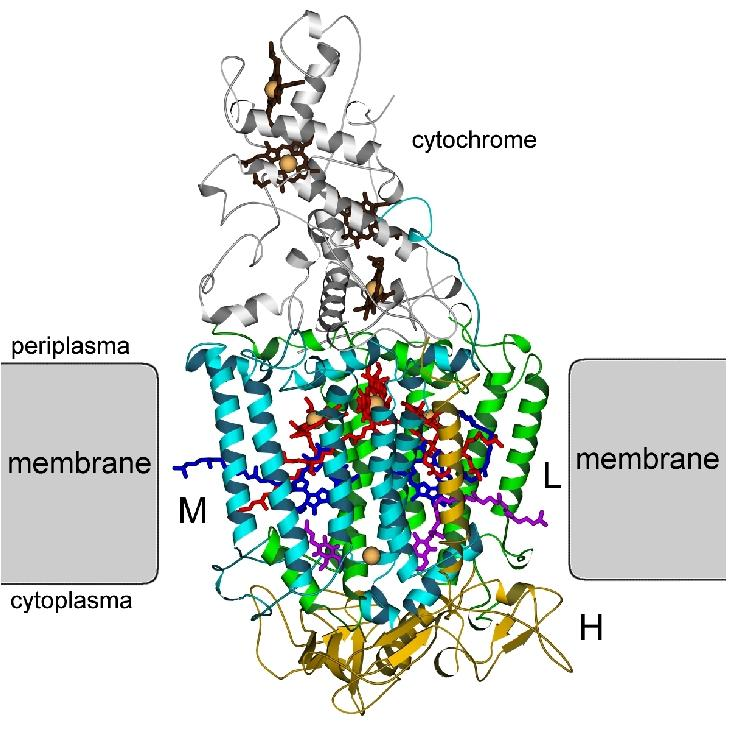 cytochrome
periplasma
membrane
membrane
M
L
cytoplasma
H